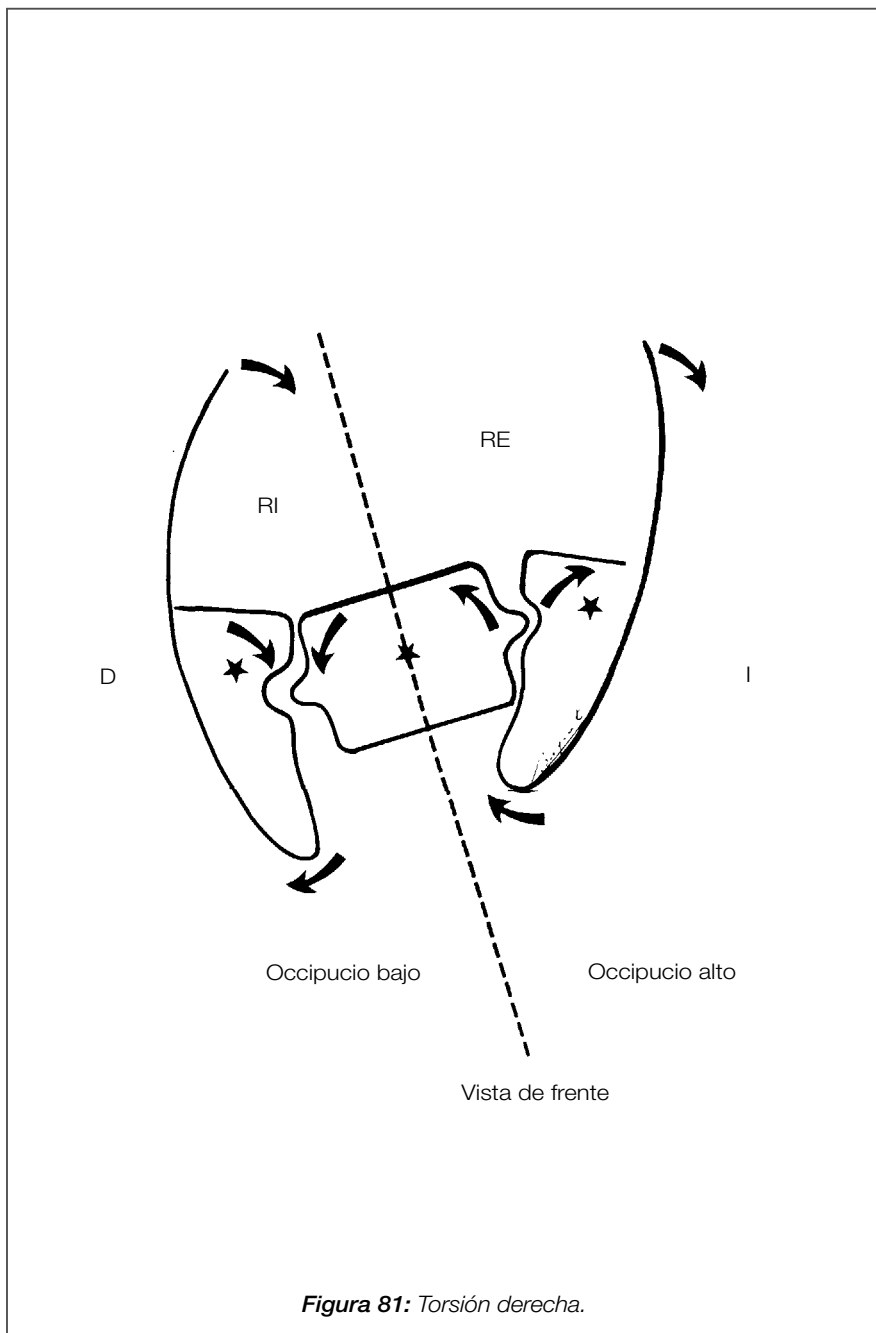 RE
RI
D
I
Occipucio bajo
Occipucio alto
Vista de frente
Figura 81: Torsión derecha.